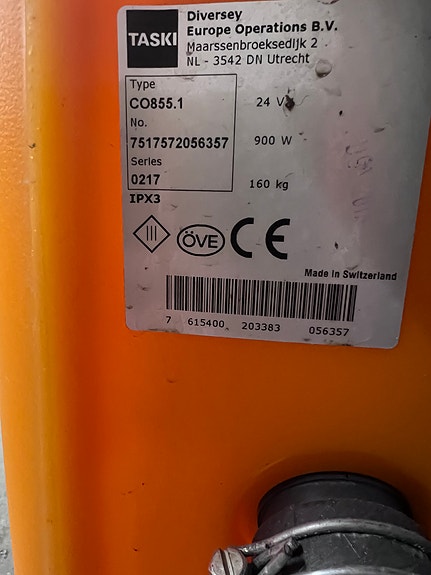 TASKI
Diversey
Europe Operations B.V.
Maarssenbroeksedijk 2
NL - 3542 DN Utrecht
Type
CO855.1
24 V
No.
7517572056357
900 W
Series
0217
160 kg
IPX3
III
ÖVE
CE
Made in Switzerland
7 615400 203383 056357